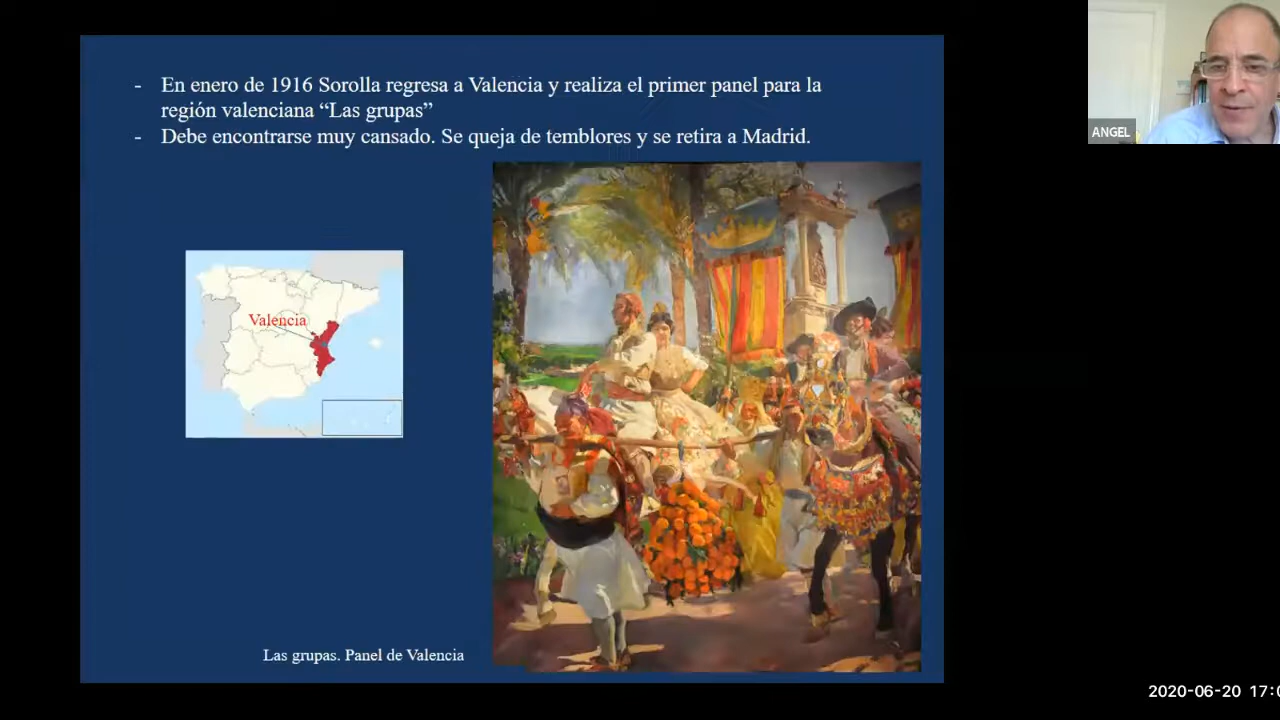 - En enero de 1916 Sorolla regresa a Valencia y realiza el primer panel para la
región valenciana “Las grupas”
- Debe encontrarse muy cansado. Se queja de temblores y se retira a Madrid.
ANGEL
Valencia
Las grupas. Panel de Valencia
2020-06-20 17:0